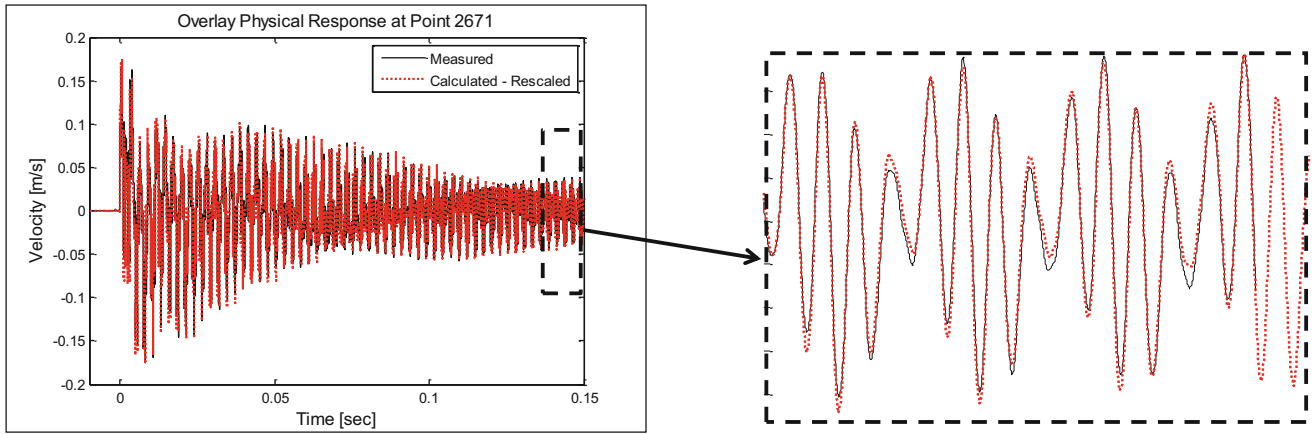 Overlay Physical Response at Point 2671
Measured
Calculated - Rescaled
Velocity [m/s]
0.2
0.15
0.1
0.05
0
-0.05
-0.1
-0.15
-0.2
0
0.05
0.1
0.15
Time [sec]